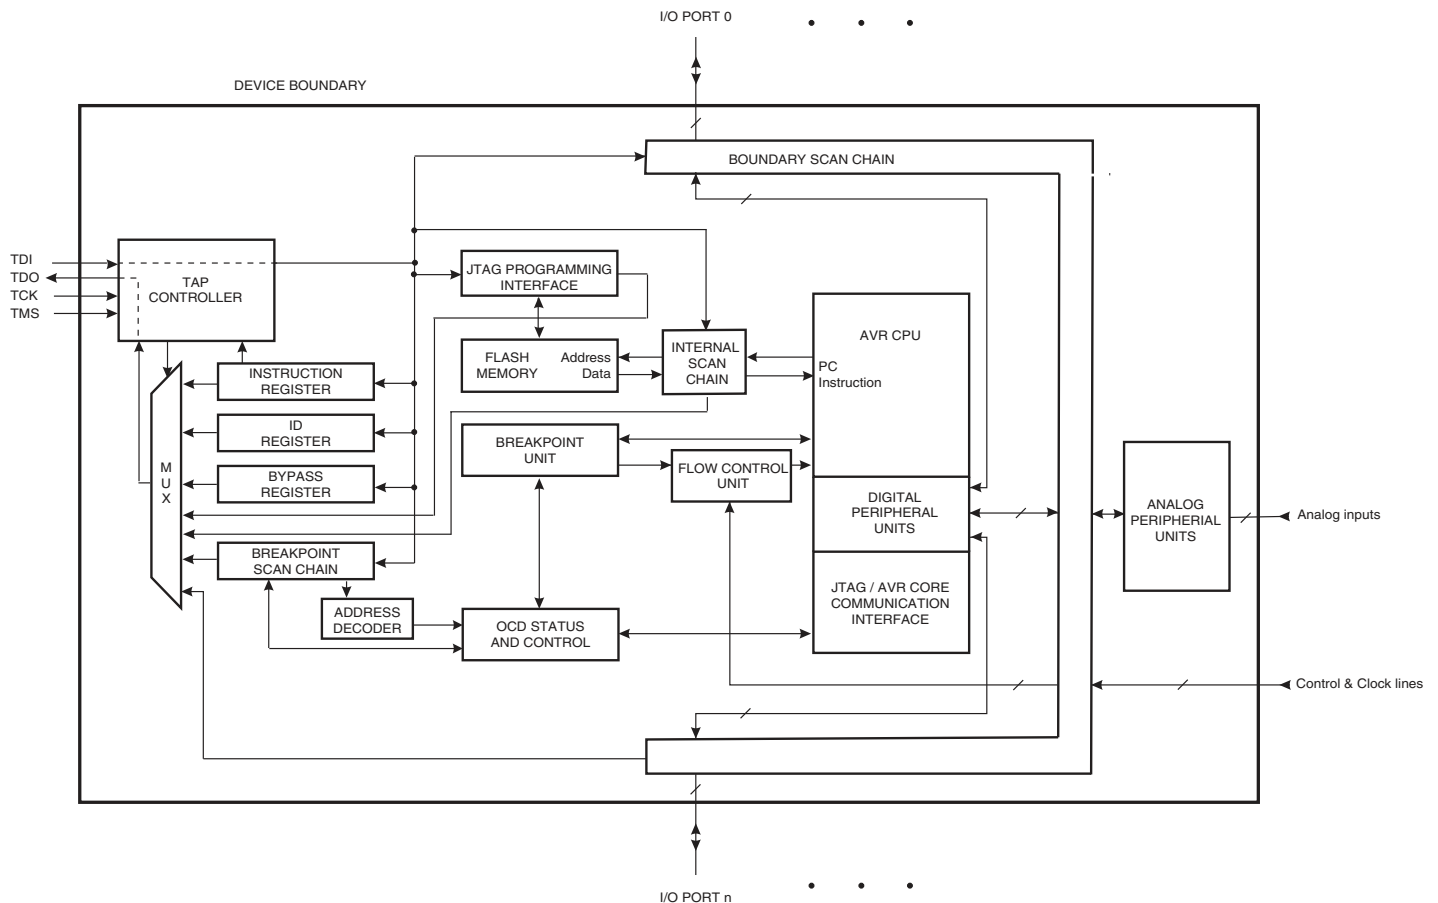 I/O PORT 0
DEVICE BOUNDARY
BOUNDARY SCAN CHAIN
TDI
TDO
TCK
TMS
TAP
CONTROLLER
JTAG PROGRAMMING
INTERFACE
FLASH
MEMORY
Address
Data
INTERNAL
SCAN
CHAIN
AVR CPU
PC
Instruction
INSTRUCTION
REGISTER
ID
REGISTER
BYPASS
REGISTER
M
U
X
BREAKPOINT
UNIT
FLOW CONTROL
UNIT
DIGITAL
PERIPHERAL
UNITS
ANALOG
PERIPHERIAL
UNITS
Analog inputs
BREAKPOINT
SCAN CHAIN
ADDRESS
DECODER
OCD STATUS
AND CONTROL
JTAG / AVR CORE
COMMUNICATION
INTERFACE
Control & Clock lines
I/O PORT n